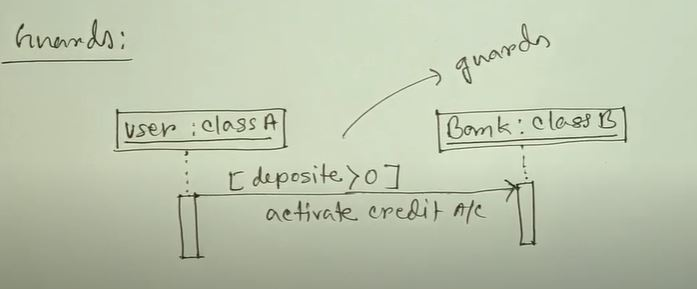 Guards:
guards
user : class A
Bank : class B
[deposite>0]
activate credit A/c